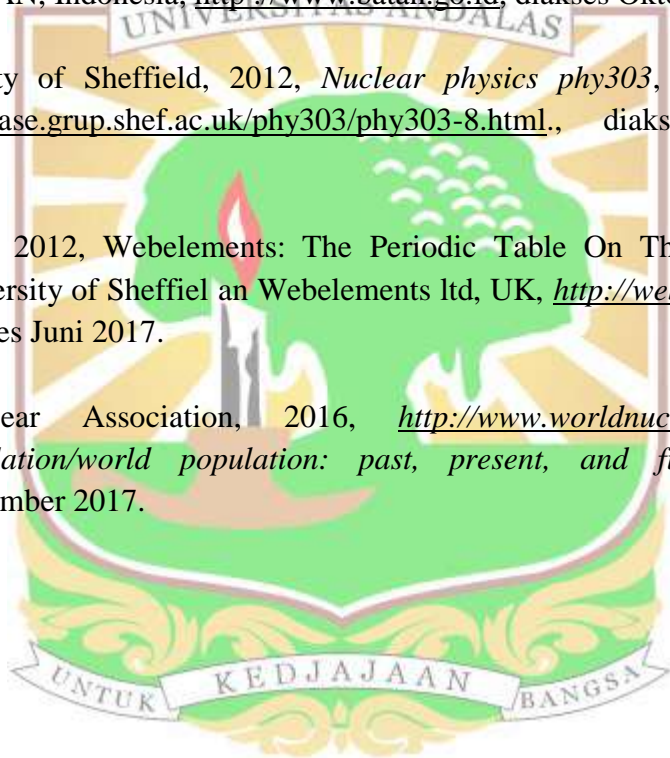 AN, Indonesia, http://www.batan.go.id, diakses Okt
UNIVERSITAS ANDALAS
ty of Sheffield, 2012, Nuclear physics phy303,
ase.grup.shef.ac.uk/phy303/phy303-8.html., diaks
2012, Webelements: The Periodic Table On Th
ersity of Sheffiel an Webelements ltd, UK, http://we
es Juni 2017.
ear Association, 2016, http://www.worldnuc
lation/world population: past, present, and f
mber 2017.
UNTUK KEDJAJAAN BANGSA